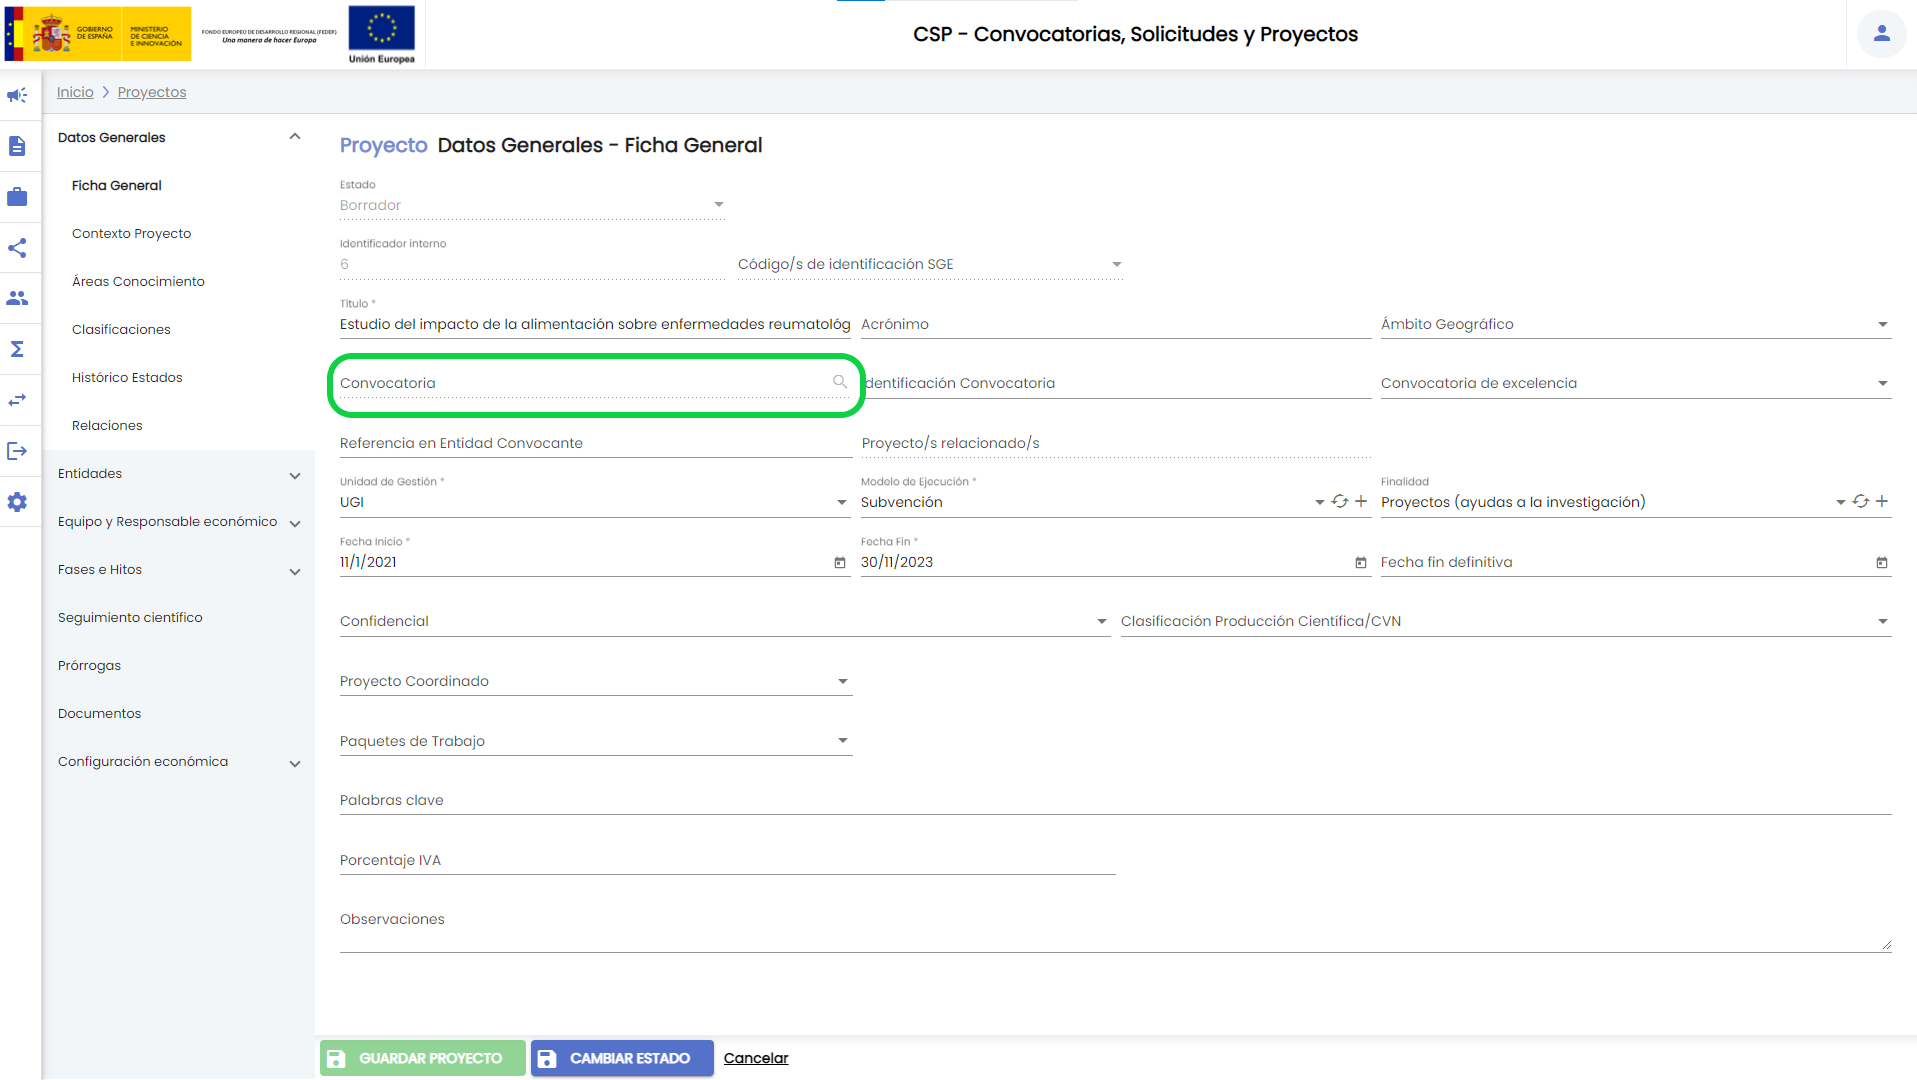 GOBIERNO
DE ESPAÑA
MINISTERIO
DE CIENCIA
E INNOVACIÓN
FONDO EUROPEO DE DESARROLLO REGIONAL (FEDER)
Una manera de hacer Europa
Unión Europea
CSP - Convocatorias, Solicitudes y Proyectos
Inicio > Proyectos
Datos Generales
Ficha General
Contexto Proyecto
Áreas Conocimiento
Clasificaciones
Histórico Estados
Relaciones
Entidades
Equipo y Responsable económico
Fases e Hitos
Seguimiento científico
Prórrogas
Documentos
Configuración económica
Proyecto Datos Generales - Ficha General
Estado
Borrador
Identificador interno
6
Código/s de identificación SGE
Título *
Estudio del impacto de la alimentación sobre enfermedades reumatológ
Acrónimo
Ámbito Geográfico
Convocatoria
dentificación Convocatoria
Convocatoria de excelencia
Referencia en Entidad Convocante
Proyecto/s relacionado/s
Unidad de Gestión *
UGI
Modelo de Ejecución *
Subvención
Finalidad
Proyectos (ayudas a la investigación)
Fecha Inicio *
11/1/2021
Fecha Fin *
30/11/2023
Fecha fin definitiva
Confidencial
Clasificación Producción Científica/CVN
Proyecto Coordinado
Paquetes de Trabajo
Palabras clave
Porcentaje IVA
Observaciones
GUARDAR PROYECTO
CAMBIAR ESTADO
Cancelar